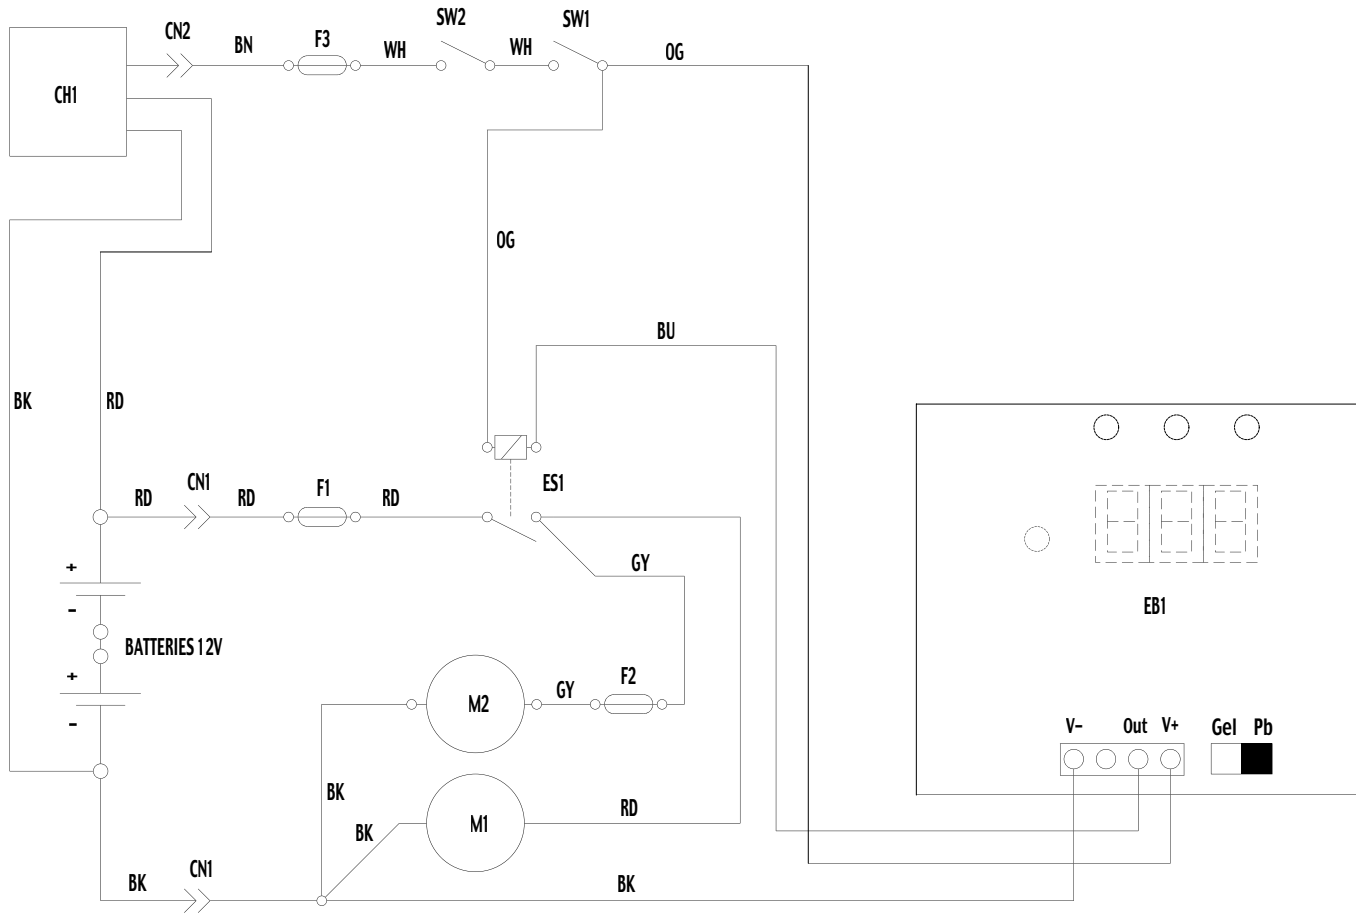 CN2
BN
F3
WH
SW2
WH
SW1
OG
CH1
OG
BU
BK
RD
RD
CN1
RD
F1
RD
ES1
GY
+
-
BATTERIES 12V
+
-
M2
GY
F2
EB1
V- Out V+ Gel Pb
BK
BK
M1
RD
BK
CN1
BK